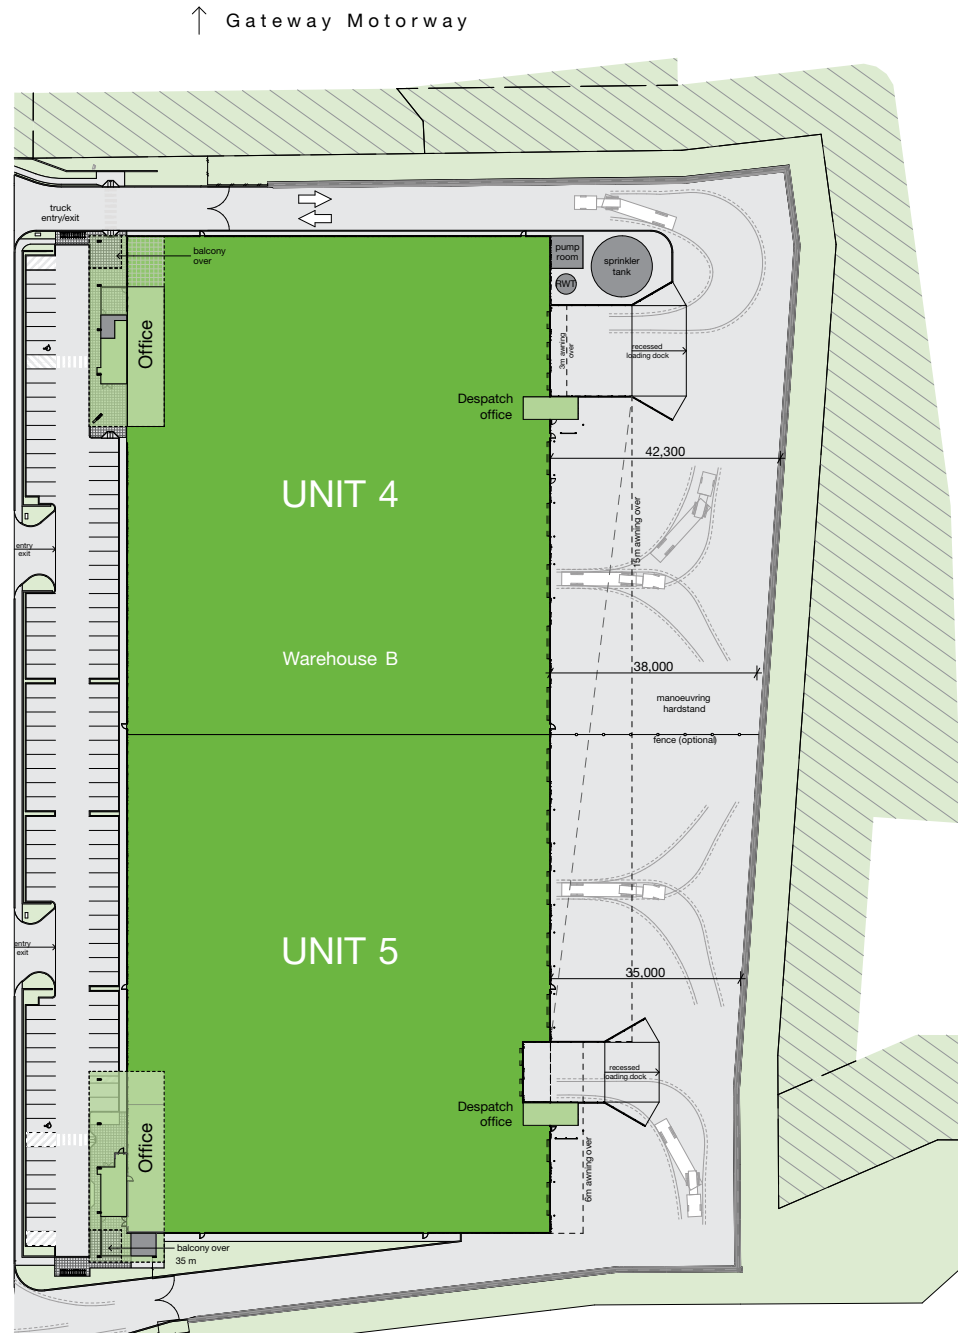 Gateway Motorway
truck
entry/exit
balcony
over
pump
room
sprinkler
tank
RWT
Office
3m awning
over
recessed
loading dock
Despatch
office
42,300
UNIT 4
15m awning over
entry
exit
Warehouse B
38,000
manoeuvring
hardstand
fence (optional)
UNIT 5
entry
exit
35,000
recessed
loading dock
Despatch
office
Office
6m awning over
balcony over
35 m